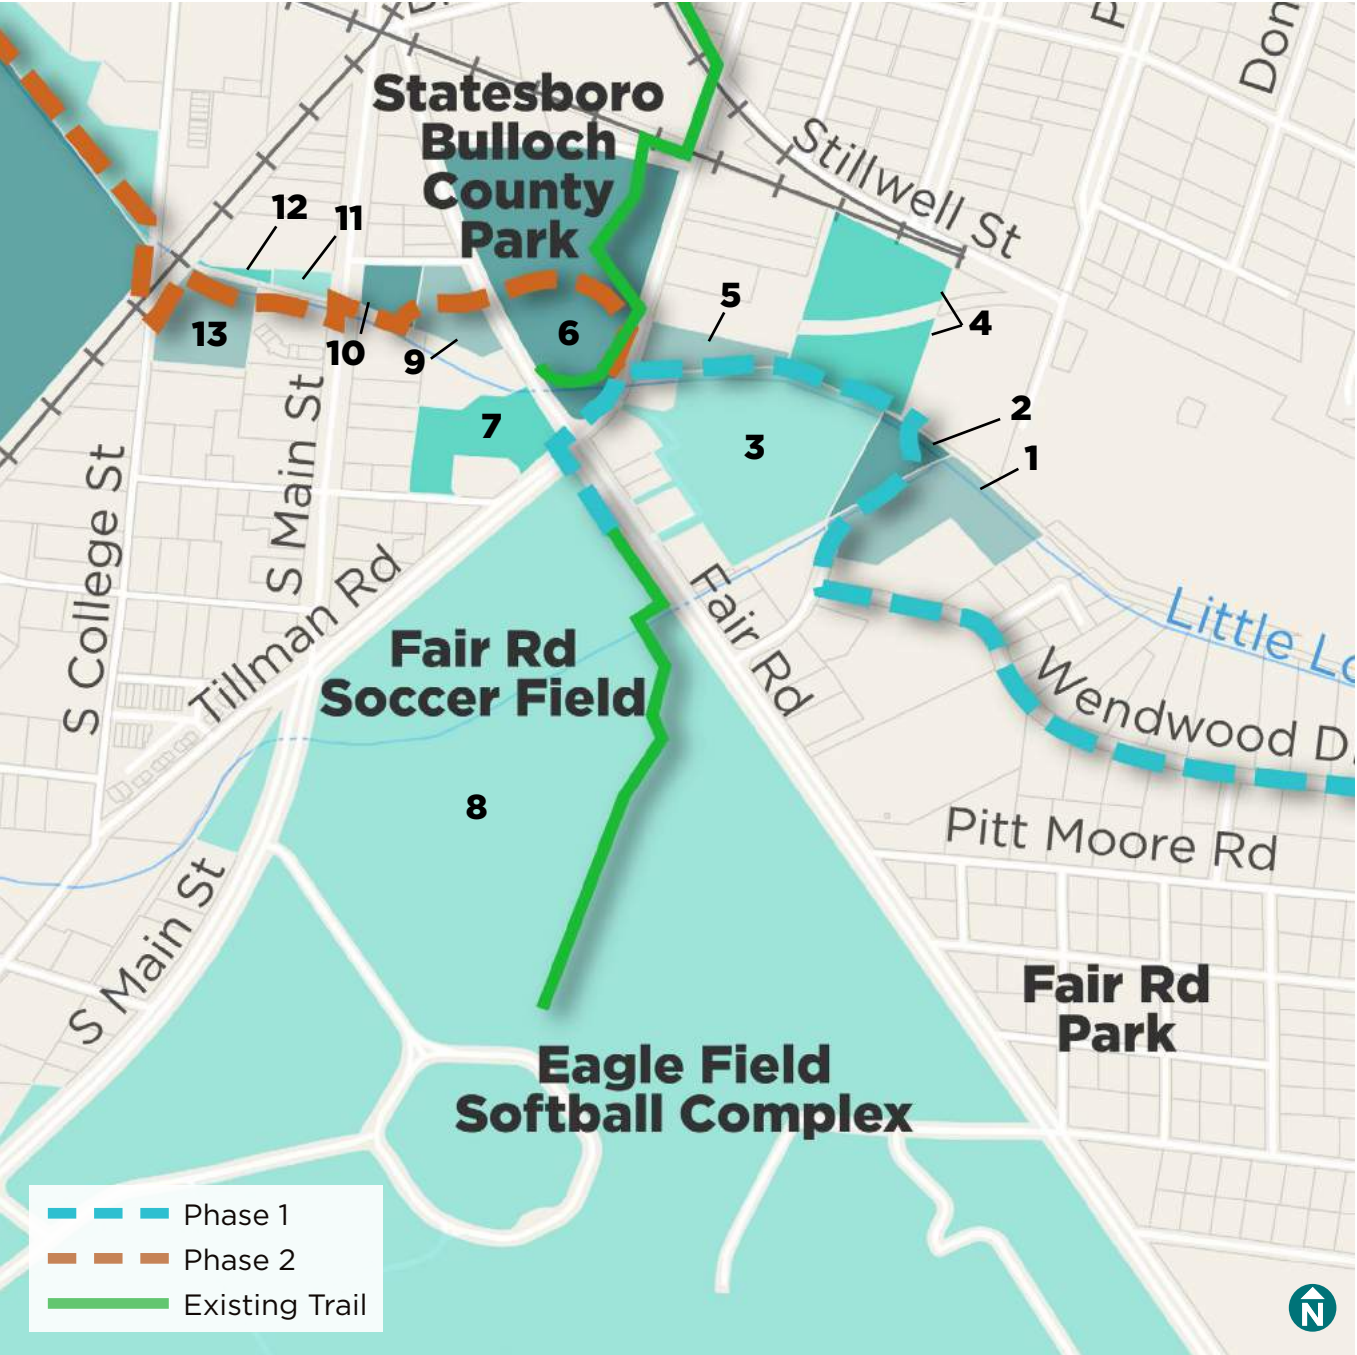 Statesboro
Bulloch
County
Park
Stillwell St
Don
P
12
11
13
10
9
6
5
4
7
3
2
1
S College St
S Main St
Tillman Rd
Fair Rd
Soccer Field
Fair Rd
Little Lo
Wendwood D
8
Pitt Moore Rd
S Main St
Fair Rd
Park
Eagle Field
Softball Complex
Phase 1
Phase 2
Existing Trail
N